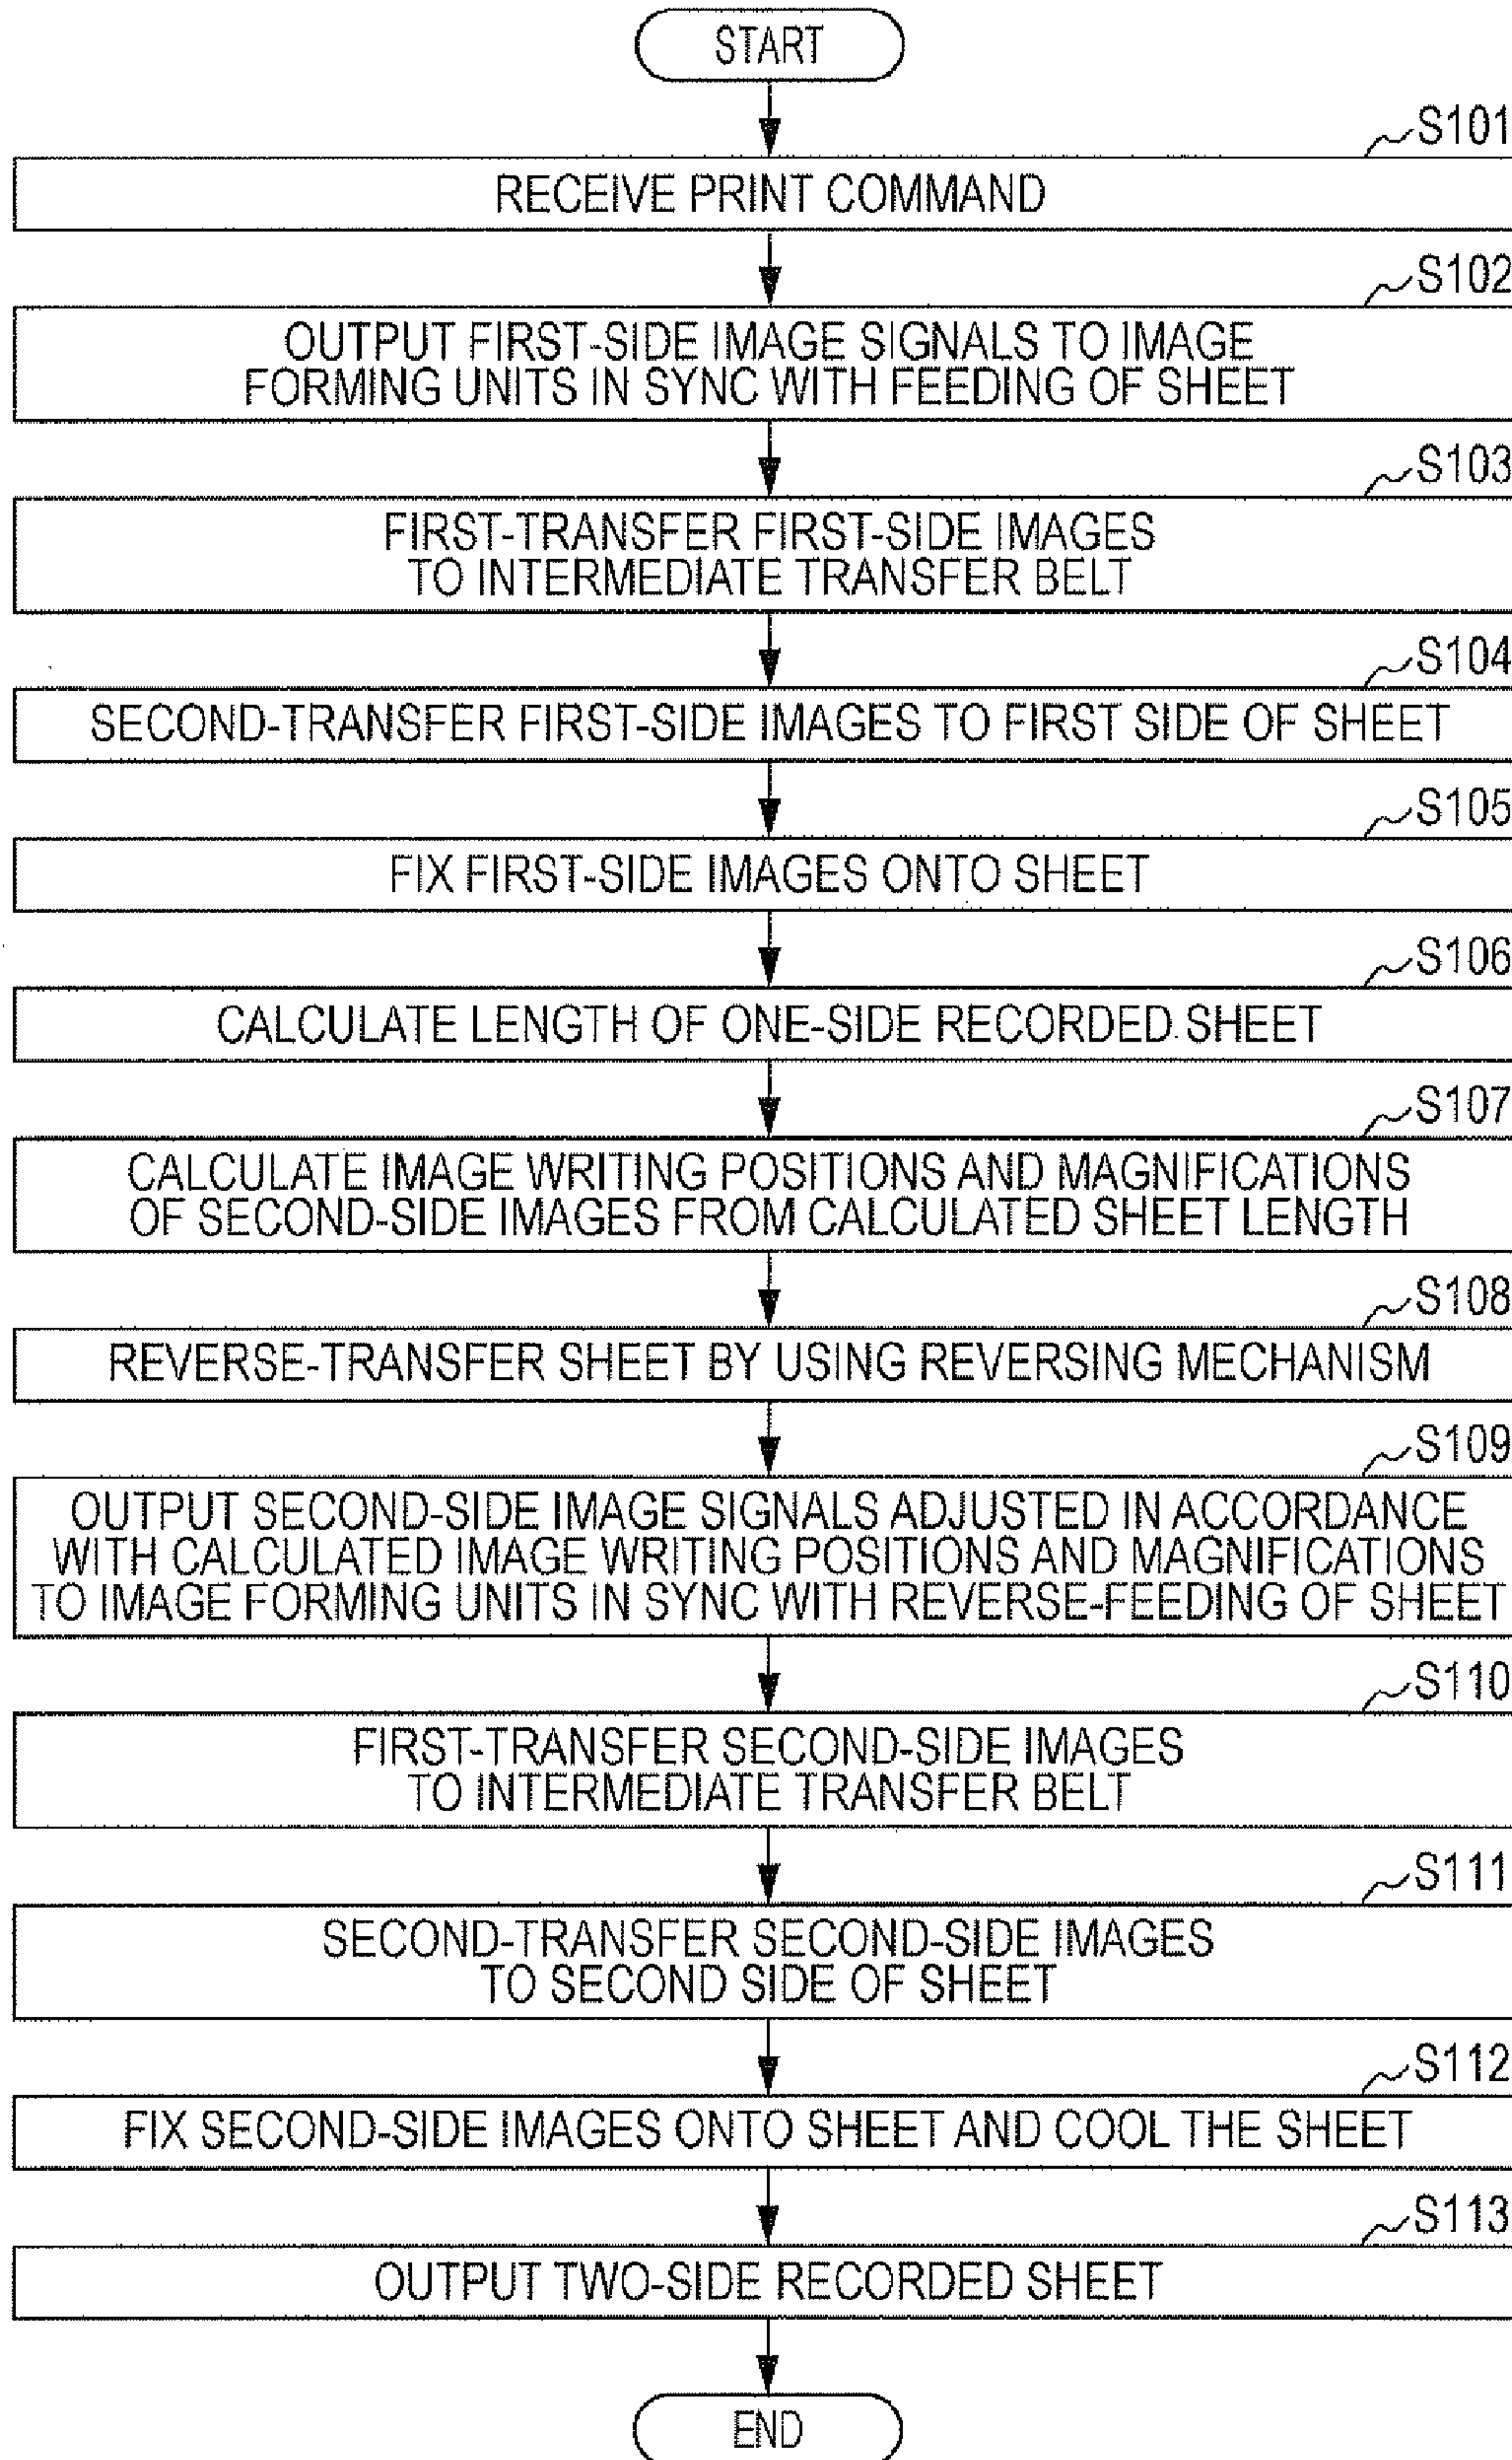 START
S101
RECEIVE PRINT COMMAND
S102
OUTPUT FIRST-SIDE IMAGE SIGNALS TO IMAGE
FORMING UNITS IN SYNC WITH FEEDING OF SHEET
S103
FIRST-TRANSFER FIRST-SIDE IMAGES
TO INTERMEDIATE TRANSFER BELT
S104
SECOND-TRANSFER FIRST-SIDE IMAGES TO FIRST SIDE OF SHEET
S105
FIX FIRST-SIDE IMAGES ONTO SHEET
S106
CALCULATE LENGTH OF ONE-SIDE RECORDED SHEET
S107
CALCULATE IMAGE WRITING POSITIONS AND MAGNIFICATIONS
OF SECOND-SIDE IMAGES FROM CALCULATED SHEET LENGTH
S108
REVERSE-TRANSFER SHEET BY USING REVERSING MECHANISM
S109
OUTPUT SECOND-SIDE IMAGE SIGNALS ADJUSTED IN ACCORDANCE
WITH CALCULATED IMAGE WRITING POSITIONS AND MAGNIFICATIONS
TO IMAGE FORMING UNITS IN SYNC WITH REVERSE-FEEDING OF SHEET
S110
FIRST-TRANSFER SECOND-SIDE IMAGES
TO INTERMEDIATE TRANSFER BELT
S111
SECOND-TRANSFER SECOND-SIDE IMAGES
TO SECOND SIDE OF SHEET
S112
FIX SECOND-SIDE IMAGES ONTO SHEET AND COOL THE SHEET
S113
OUTPUT TWO-SIDE RECORDED SHEET
END